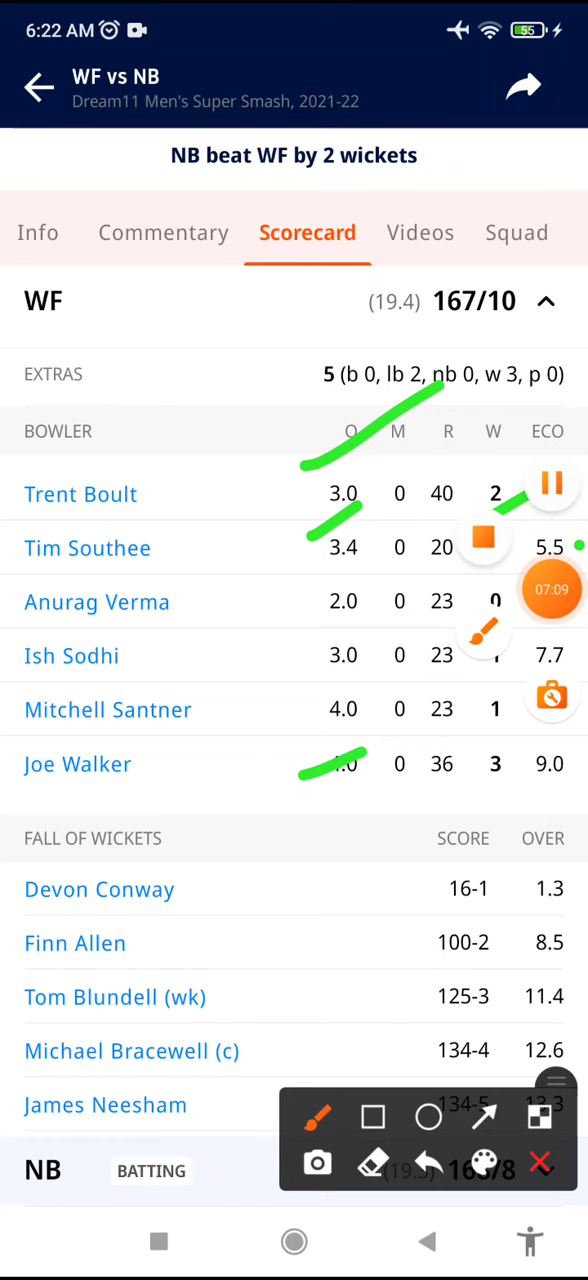 6:22 AM 55
WF vs NB
Dream11 Men's Super Smash, 2021-22
NB beat WF by 2 wickets
Info Commentary Scorecard Videos Squad
WF (19.4) 167/10
EXTRAS 5 (b 0, lb 2, nb 0, w 3, p 0)
BOWLER O M R W ECO
Trent Boult 3.0 0 40 2
Tim Southee 3.4 0 20 5.5
07:09
Anurag Verma 2.0 0 23 0
Ish Sodhi 3.0 0 23 7.7
Mitchell Santner 4.0 0 23 1
Joe Walker 0 36 3 9.0
FALL OF WICKETS SCORE OVER
Devon Conway 16-1 1.3
Finn Allen 100-2 8.5
Tom Blundell (wk) 125-3 11.4
Michael Bracewell (c) 134-4 12.6
James Neesham 134-5
NB BATTING